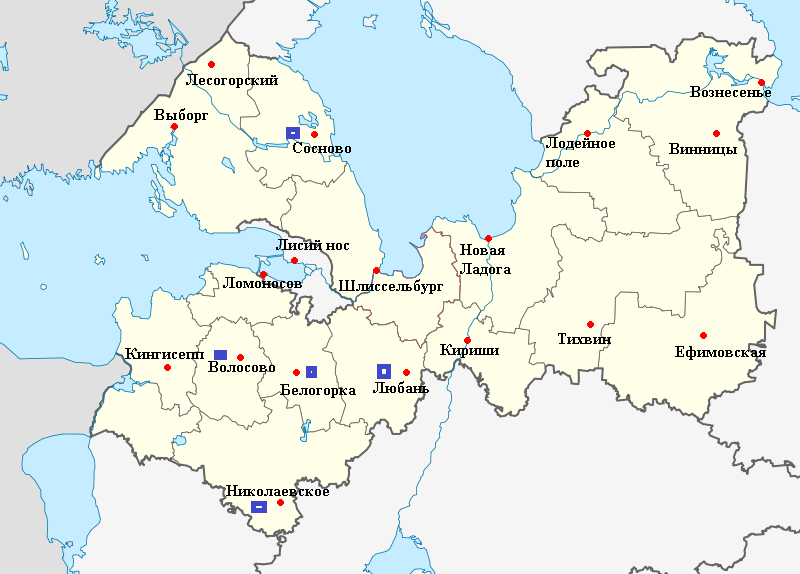 Лесогорский
Вознесенье
Выборг
Сосново
Лодейное
поле
Винницы
Лисий нос
Новая
Ладога
Ломоносов
Шлиссельбург
Тихвин
Кириши
Ефимовская
Кингисепп
Волосово
Белогорка
Любань
Николаевское